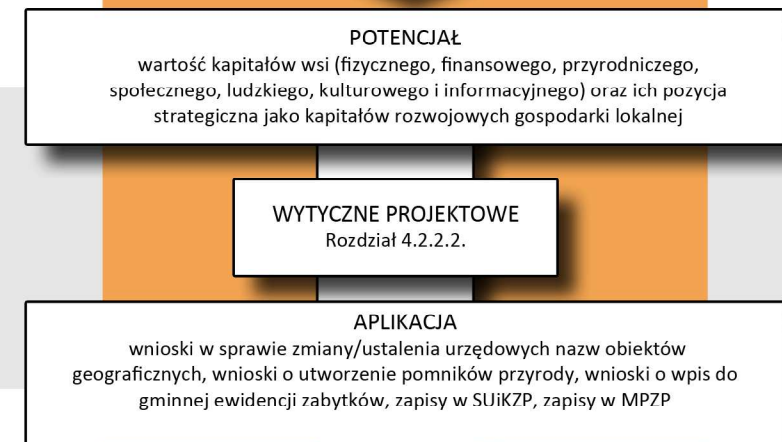 POTENCJAŁ
wartość kapitałów wsi (fizycznego, finansowego, przyrodniczego,
społecznego, ludzkiego, kulturowego i informacyjnego) oraz ich pozycja
strategiczna jako kapitałów rozwojowych gospodarki lokalnej
WYTYCZNE PROJEKTOWE
Rozdział 4.2.2.2.
APLIKACJA
wnioski w sprawie zmiany/ustalenia urzędowych nazw obiektów
geograficznych, wnioski o utworzenie pomników przyrody, wnioski o wpis do
gminnej ewidencji zabytków, zapisy w SUiKZP, zapisy w MPZP